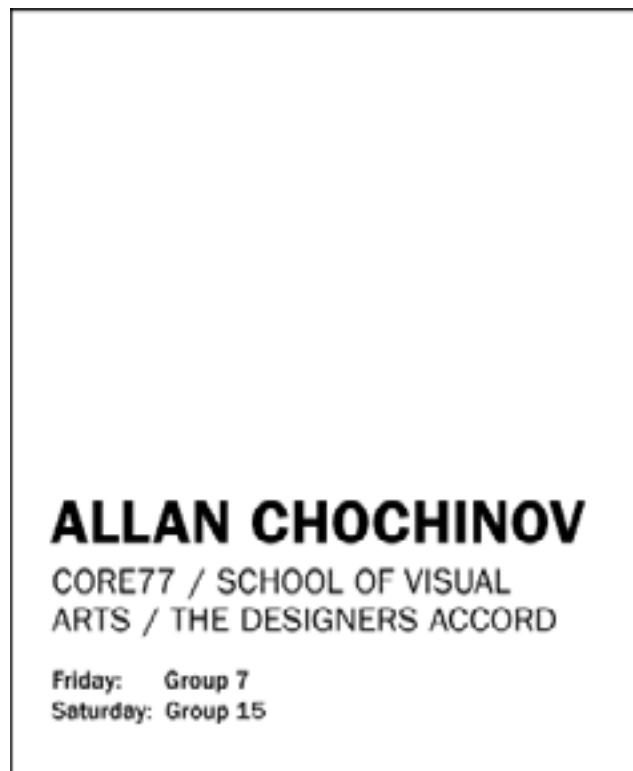 ALLAN CHOCHINOV
CORE77 / SCHOOL OF VISUAL
ARTS / THE DESIGNERS ACCORD
Friday: Group 7
Saturday: Group 15